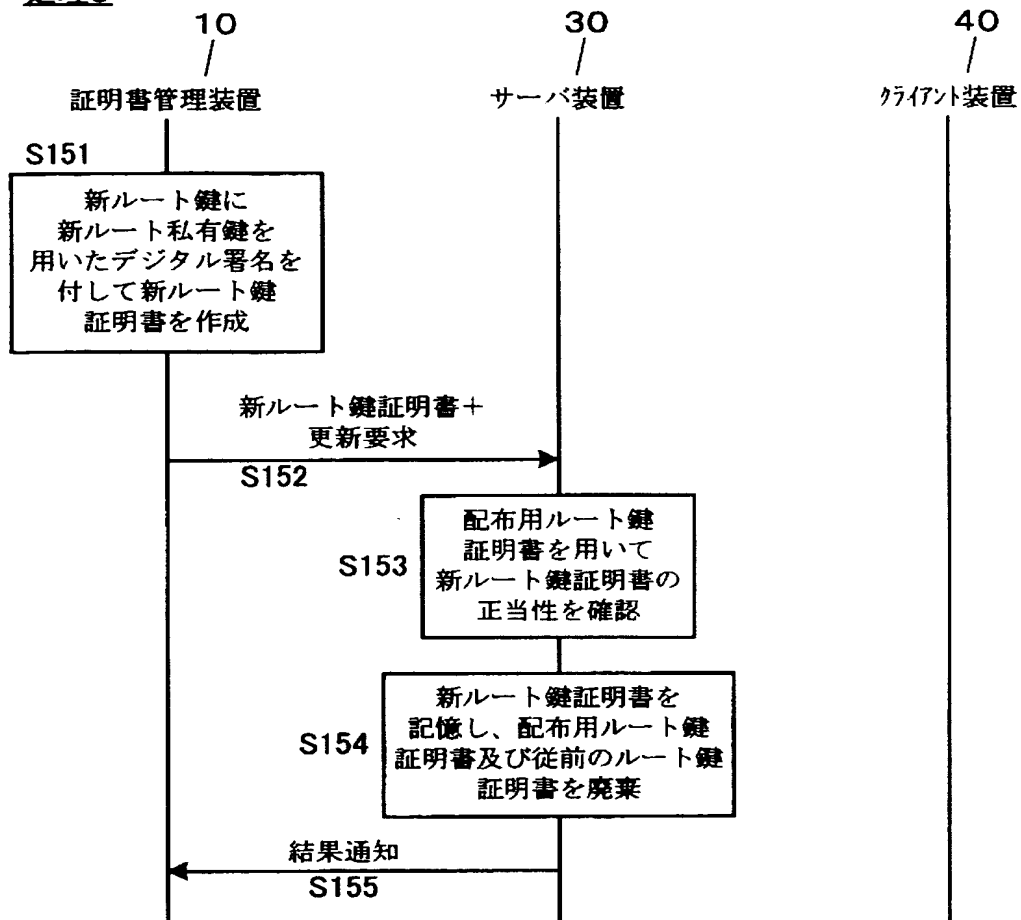 10
30
40
証明書管理装置
サーバ装置
クライアント装置
S151
新ルート鍵に
新ルート私有鍵を
用いたデジタル署名を
付して新ルート鍵
証明書を作成
新ルート鍵証明書＋
更新要求
S152
S153
配布用ルート鍵
証明書を用いて
新ルート鍵証明書の
正当性を確認
S154
新ルート鍵証明書を
記憶し、配布用ルート鍵
証明書及び従前のルート鍵
証明書を廃棄
結果通知
S155